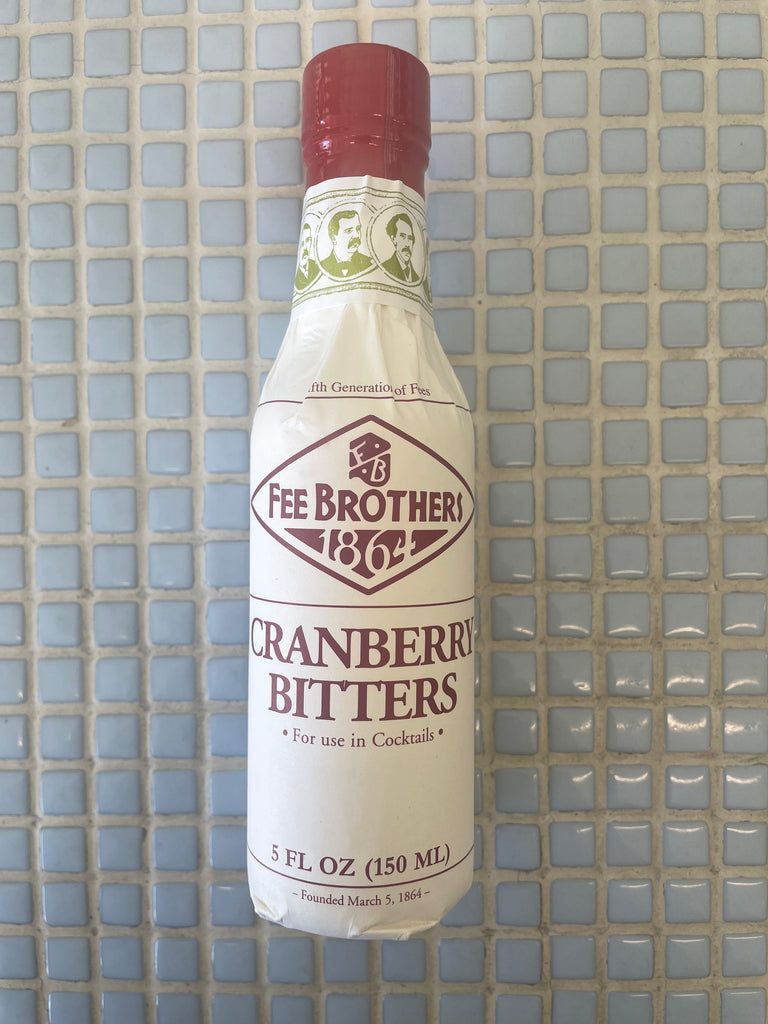 fth Generation of Fees
F
B
FEE BROTHERS
1864
CRANBERRY
BITTERS
• For use in Cocktails •
5 FL OZ (150 ML)
– Founded March 5, 1864 –